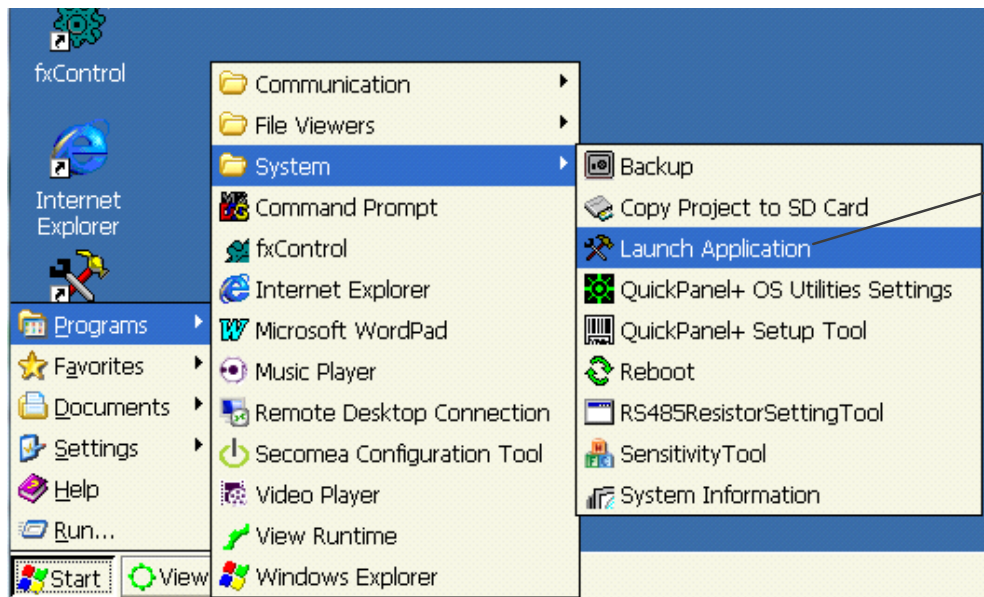 fxControl
Internet
Explorer
Programs
Favorites
Documents
Settings
Help
Run...
Start
View
Communication
File Viewers
System
Command Prompt
fxControl
Internet Explorer
Microsoft WordPad
Music Player
Remote Desktop Connection
Secomea Configuration Tool
Video Player
View Runtime
Windows Explorer
Backup
Copy Project to SD Card
Launch Application
QuickPanel+ OS Utilities Settings
QuickPanel+ Setup Tool
Reboot
RS485ResistorSettingTool
SensitivityTool
System Information